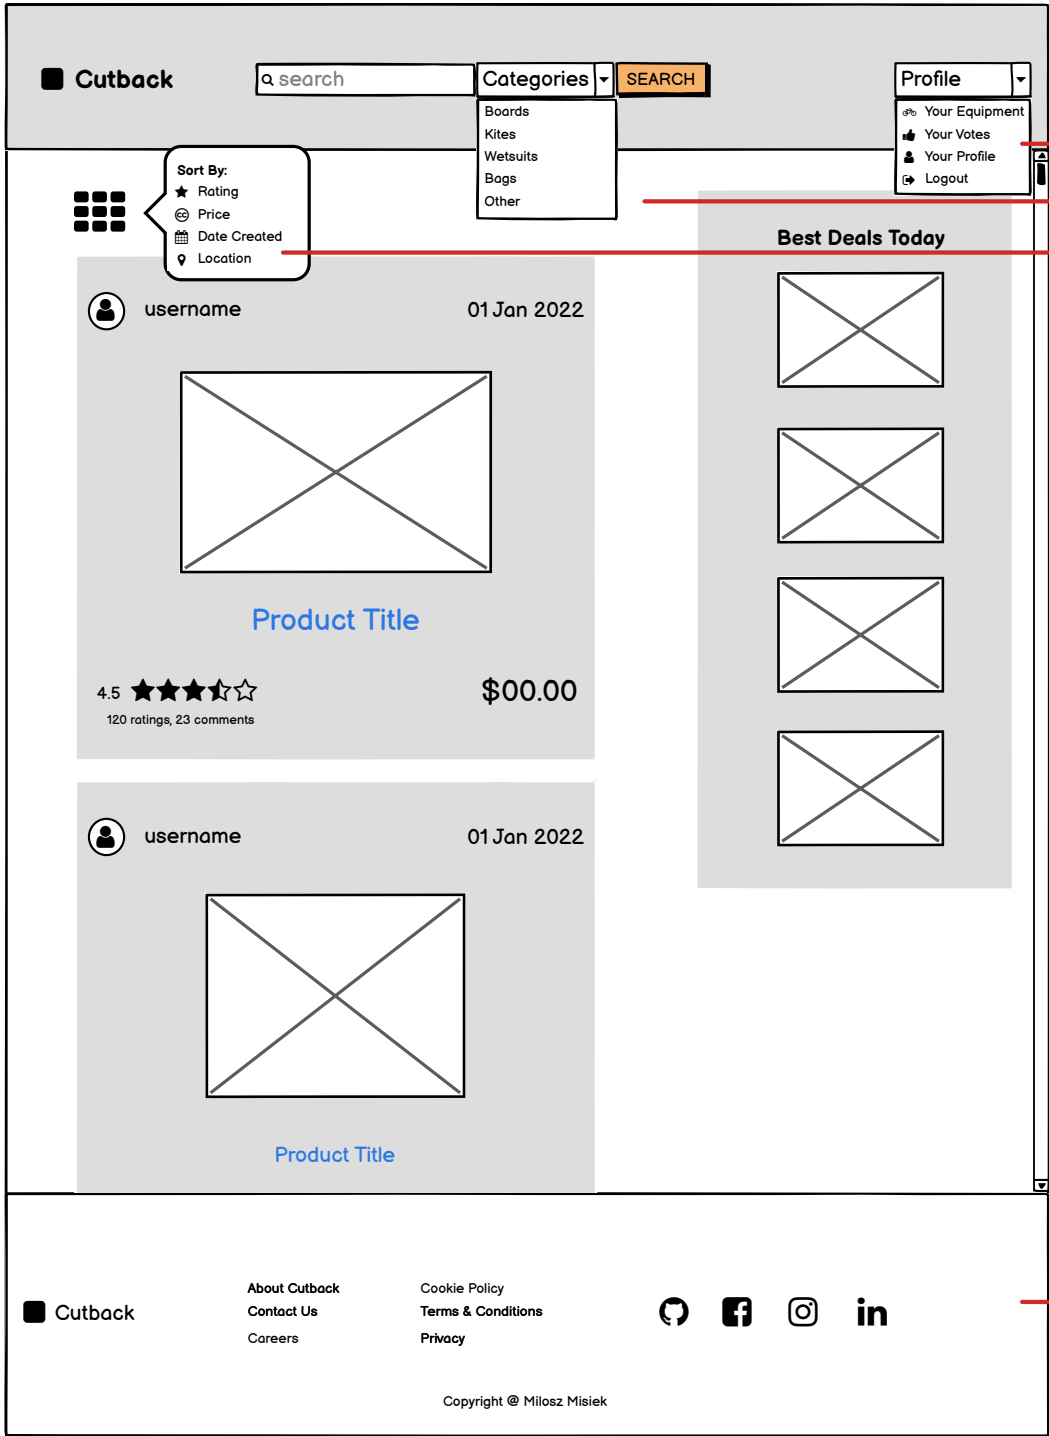 Cutback
search
Categories
SEARCH
Profile
Boards
Kites
Wetsuits
Bags
Other
Your Equipment
Your Votes
Your Profile
Logout
Sort By:
Rating
Price
Date Created
Location
Best Deals Today
username
01 Jan 2022
Product Title
4.5
$00.00
120 ratings, 23 comments
username
01 Jan 2022
Product Title
Cutback
About Cutback
Contact Us
Careers
Cookie Policy
Terms & Conditions
Privacy
Copyright @ Milosz Misiek